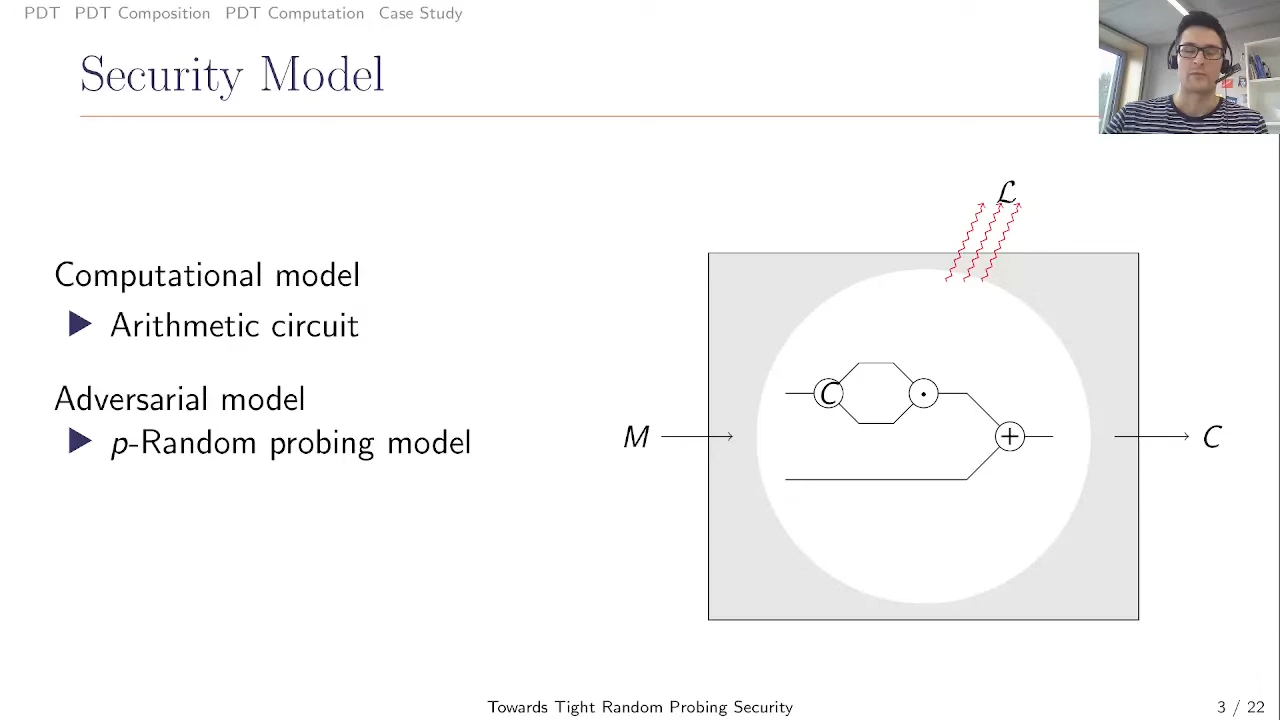 PDT PDT Composition PDT Computation Case Study
Security Model
ℒ
Computational model
Arithmetic circuit
Adversarial model
p-Random probing model
C
·
+
M
C
Towards Tight Random Probing Security
3 / 22